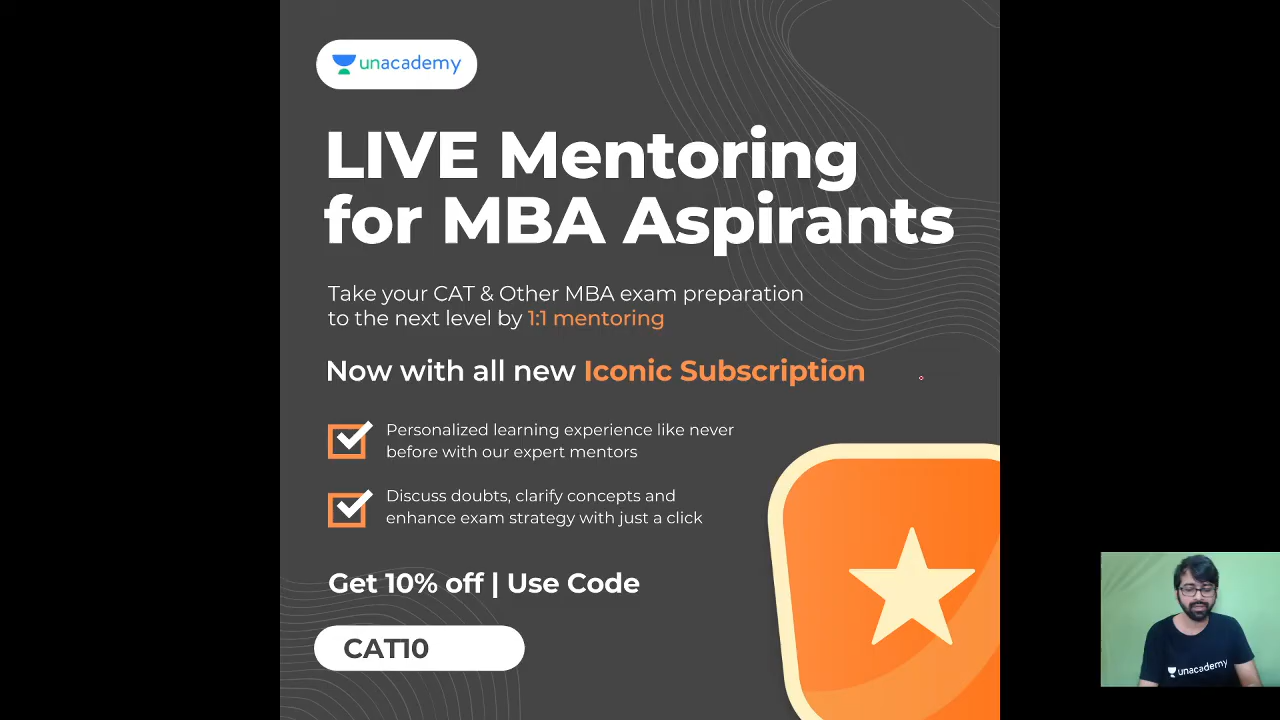 unacademy
LIVE Mentoring
for MBA Aspirants
Take your CAT & Other MBA exam preparation
to the next level by 1:1 mentoring
Now with all new Iconic Subscription
Personalized learning experience like never
before with our expert mentors
Discuss doubts, clarify concepts and
enhance exam strategy with just a click
Get 10% off | Use Code
CAT10
unacademy